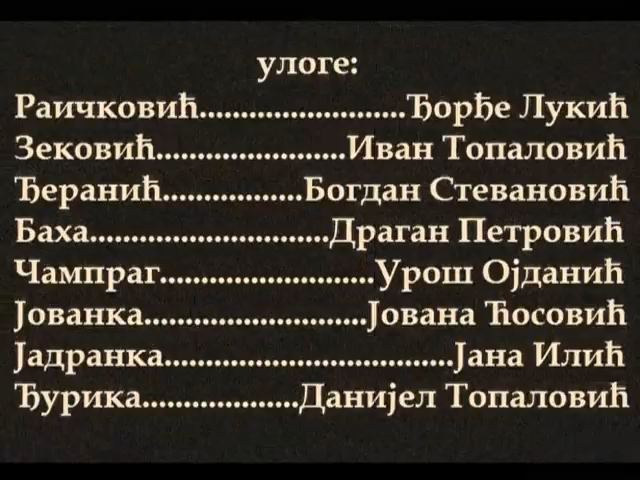 улоге:
Раичковић.........................Ђорђе Лукић
Зековић.......................Иван Топаловић
Ђеранић.................Богдан Стевановић
Баха.............................Драган Петровић
Чампраг..........................Урош Ојданић
Јованка...........................Јована Ћосовић
Јадранка...................................Јана Илић
Ђурика...................Данијел Топаловић